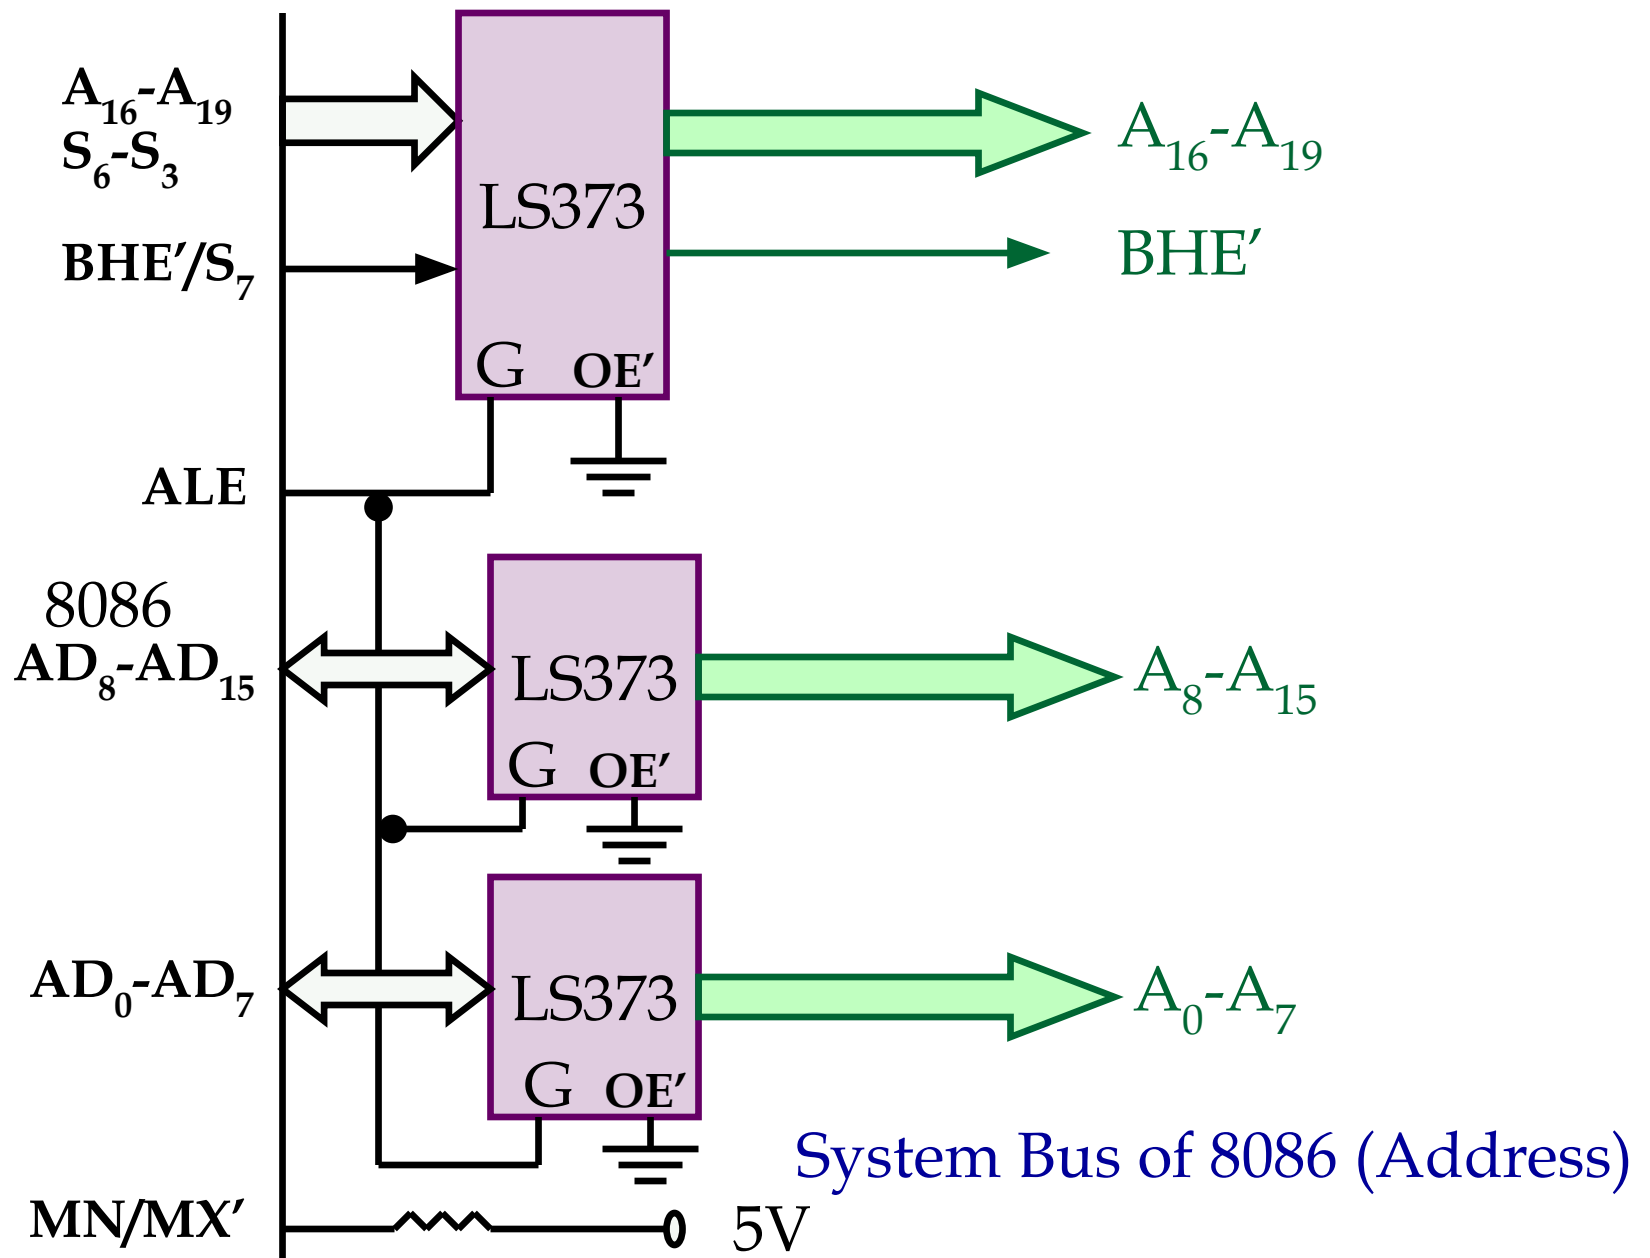 A₁₆-A₁₉
S₆-S₃
LS373
A₁₆-A₁₉
BHE′/S₇
BHE′
G OE′
ALE
8086
AD₈-AD₁₅
LS373
A₈-A₁₅
G OE′
AD₀-AD₇
LS373
A₀-A₇
G OE′
System Bus of 8086 (Address)
MN/MX′
5V